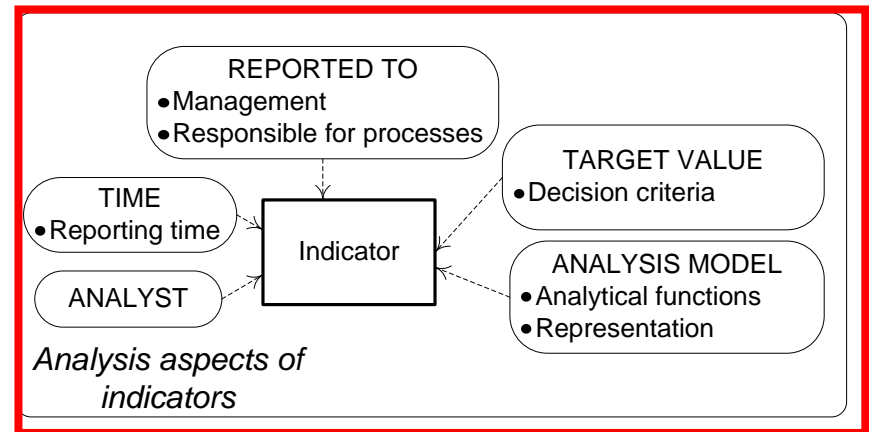 REPORTED TO
•Management
•Responsible for processes
TARGET VALUE
•Decision criteria
TIME
•Reporting time
Indicator
ANALYSIS MODEL
•Analytical functions
•Representation
ANALYST
Analysis aspects of
indicators